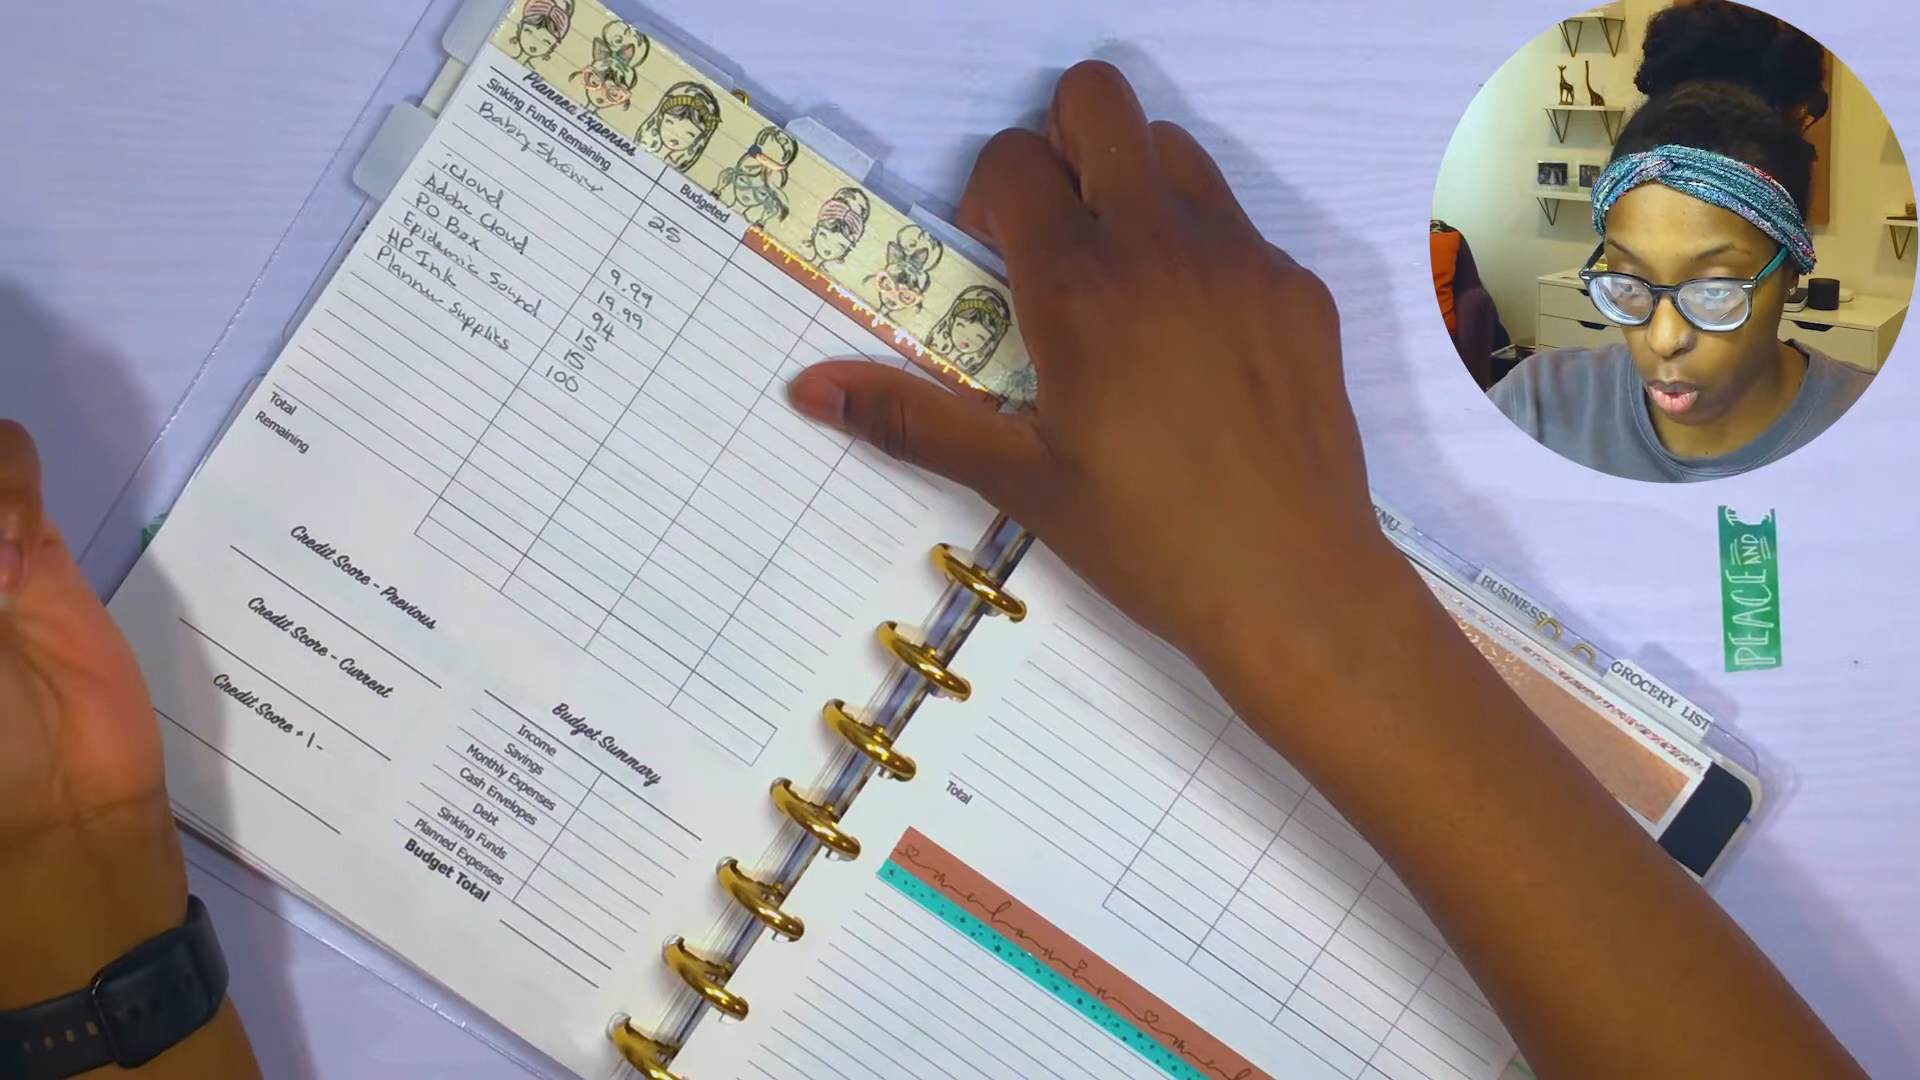 Planned Expenses
Sinking Funds Remaining
Budgeted
Baby Shower 25
iCloud 9.99
Adobe Cloud 19.99
PO Box 94
Epidemic Sound 15
HP Ink 15
Planner Supplies 100
Total
Remaining
Credit Score - Previous
Credit Score - Current
Credit Score + | -
Budget Summary
Income
Savings
Monthly Expenses
Cash Envelopes
Debt
Sinking Funds
Planned Expenses
Budget Total
Total
melanin
mel
BUSINESS
GROCERY LIST
PEACE AND